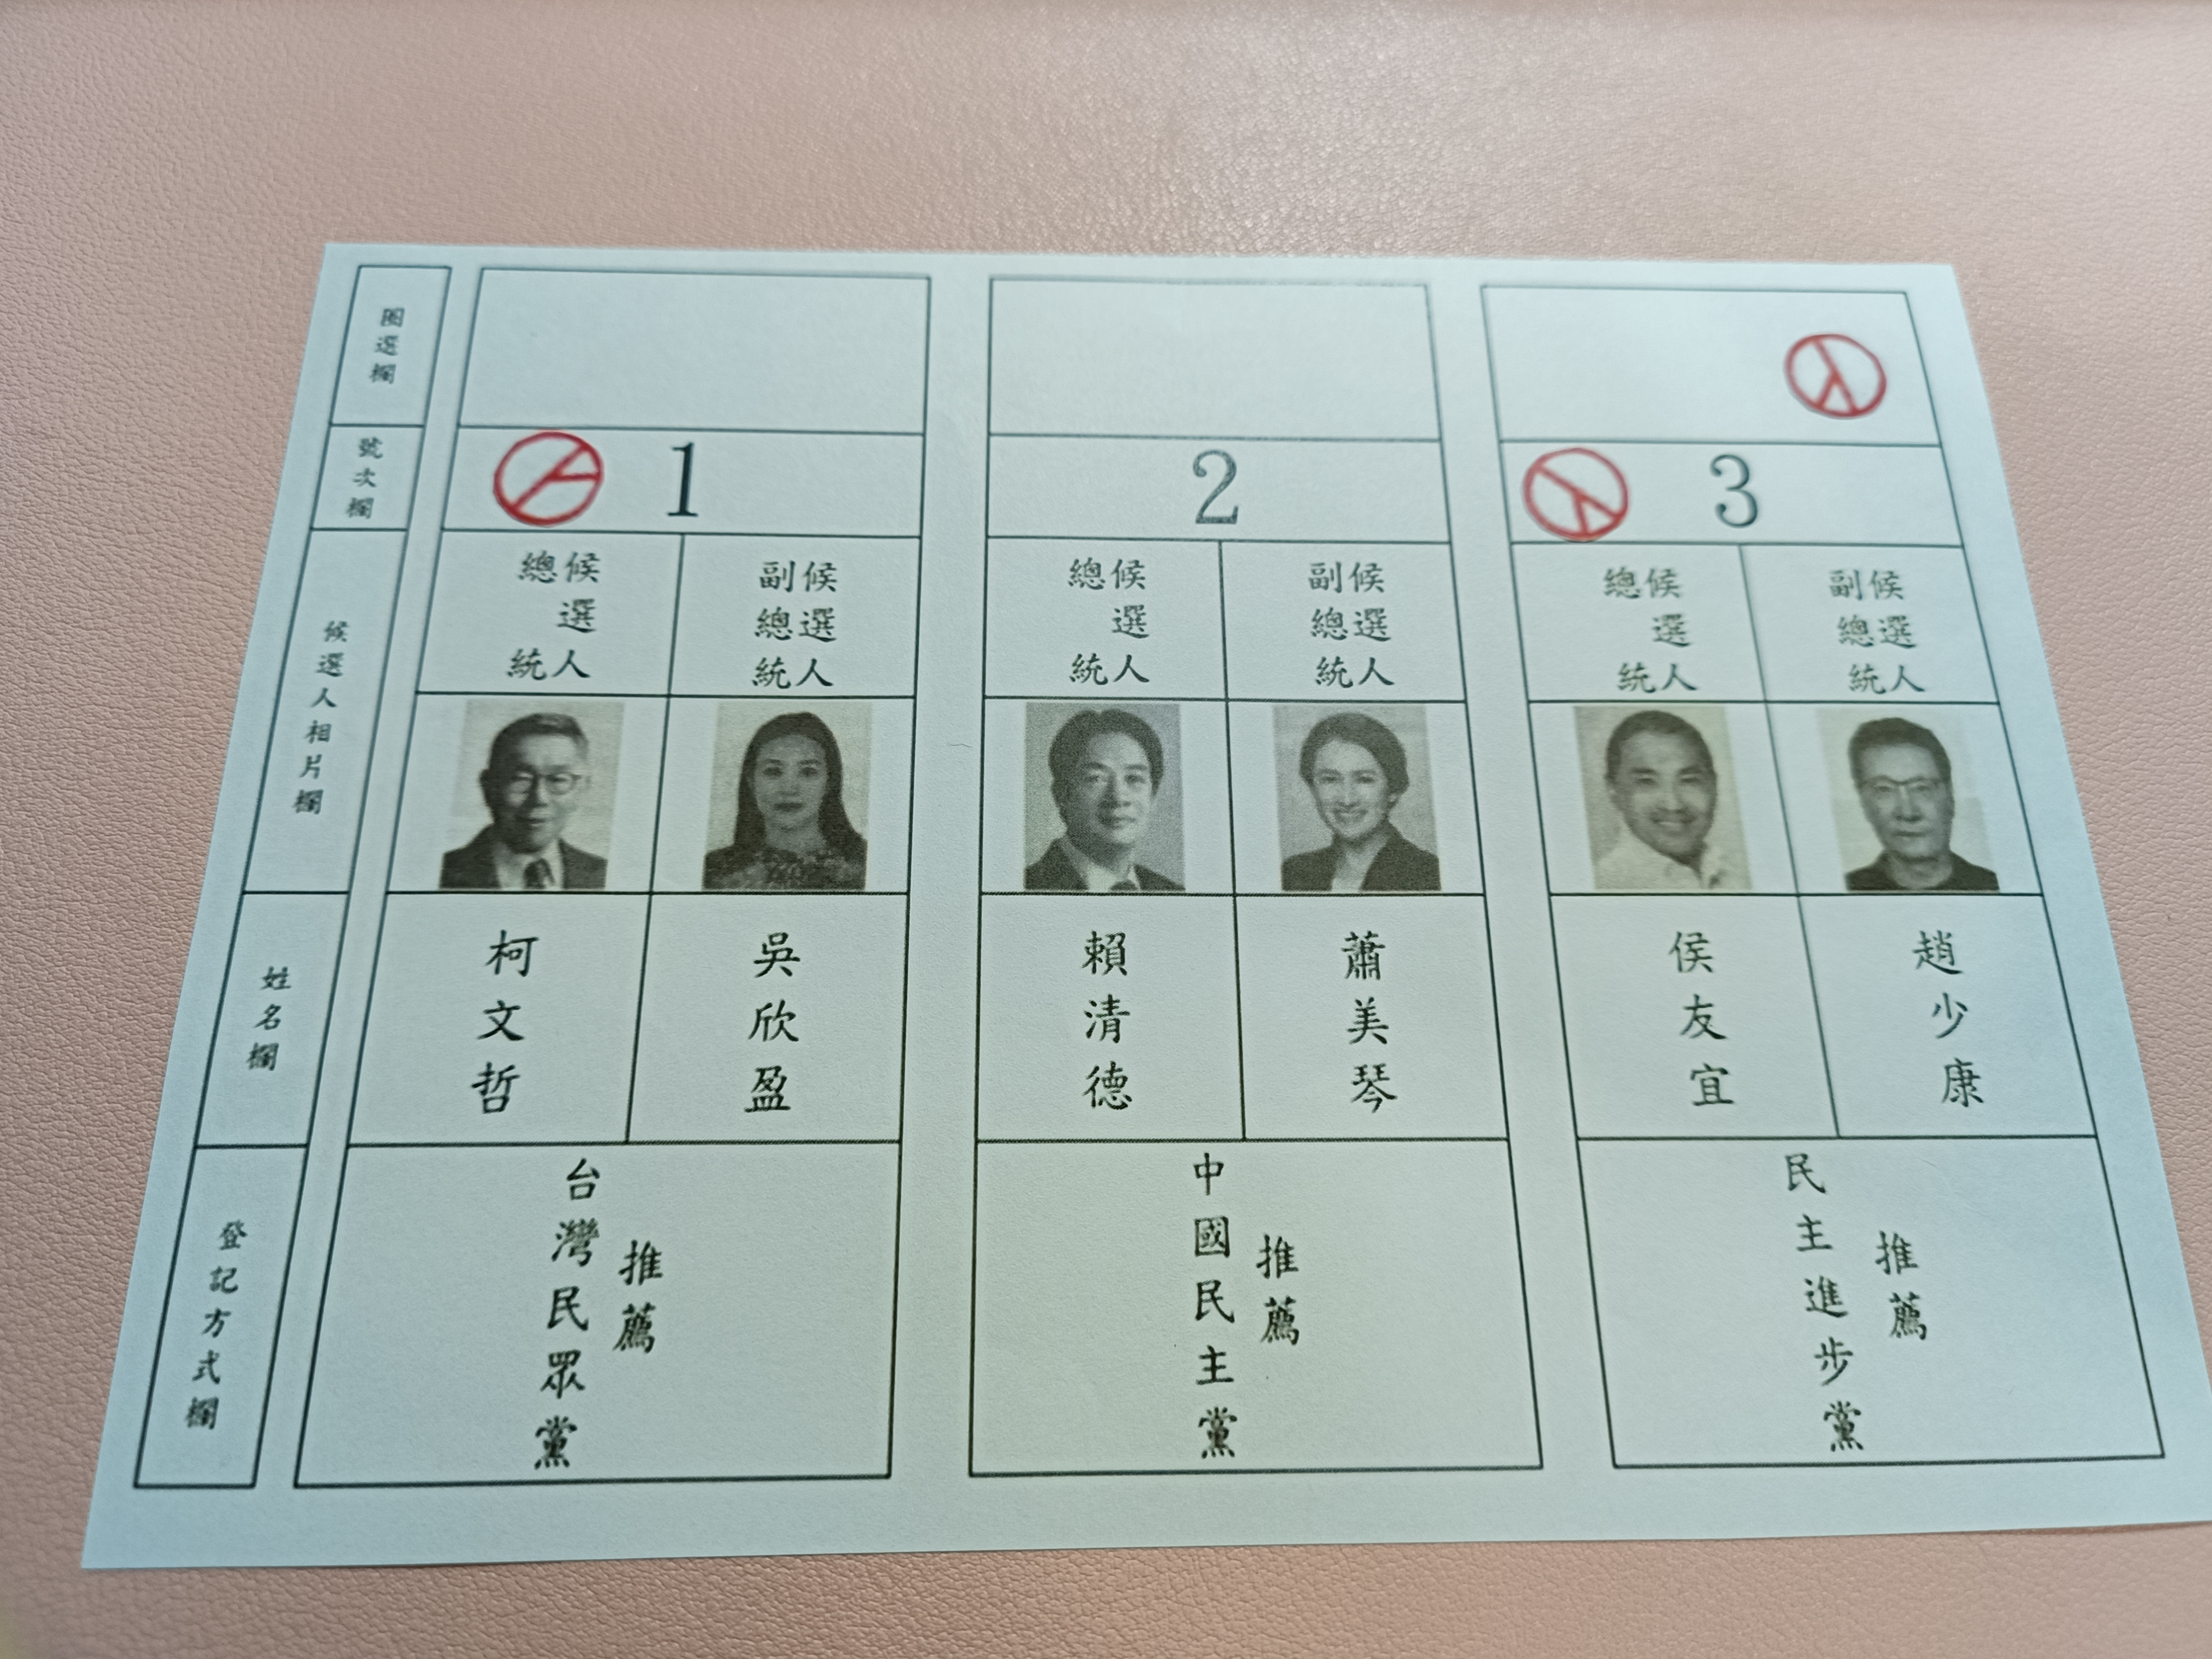 圈選欄
號次欄
候選人相片欄
姓名欄
登記方式欄
1
總統候選人
副總統候選人
柯文哲
吳欣盈
台灣民眾黨
推薦
2
總統候選人
副總統候選人
賴清德
蕭美琴
中國民主黨
推薦
3
總統候選人
副總統候選人
侯友宜
趙少康
民主進步黨
推薦